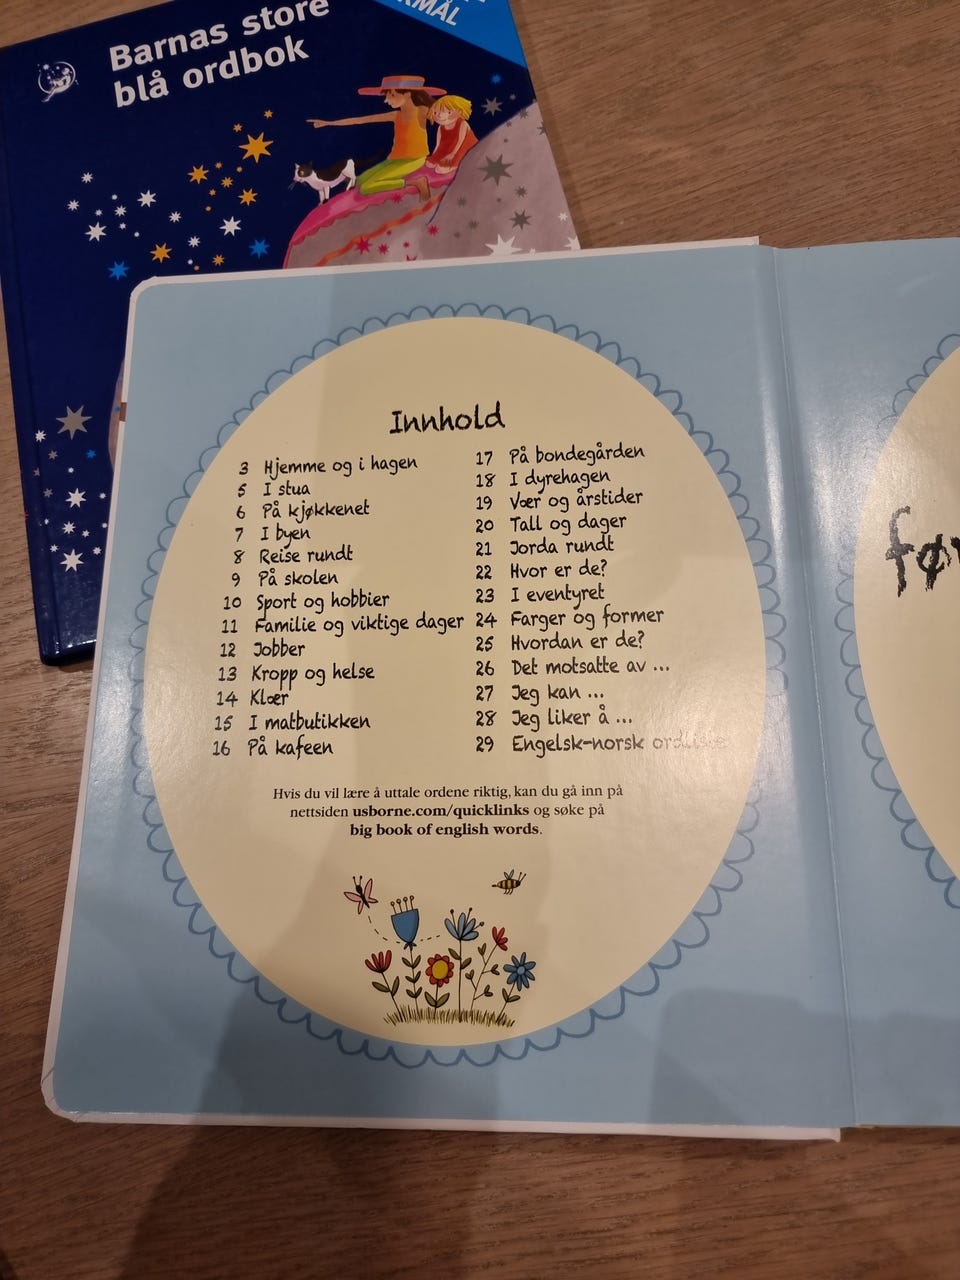 Barnas store
blå ordbok
Innhold
3 Hjemme og i hagen
5 I stua
6 På kjøkkenet
7 I byen
8 Reise rundt
9 På skolen
10 Sport og hobbier
11 Familie og viktige dager
12 Jobber
13 Kropp og helse
14 Klær
15 I matbutikken
16 På kafeen
17 På bondegården
18 I dyrehagen
19 Vær og årstider
20 Tall og dager
21 Jorda rundt
22 Hvor er de?
23 I eventyret
24 Farger og former
25 Hvordan er de?
26 Det motsatte av ...
27 Jeg kan ...
28 Jeg liker å ...
29 Engelsk-norsk ordliste
Hvis du vil lære å uttale ordene riktig, kan du gå inn på
nettsiden usborne.com/quicklinks og søke på
big book of english words.